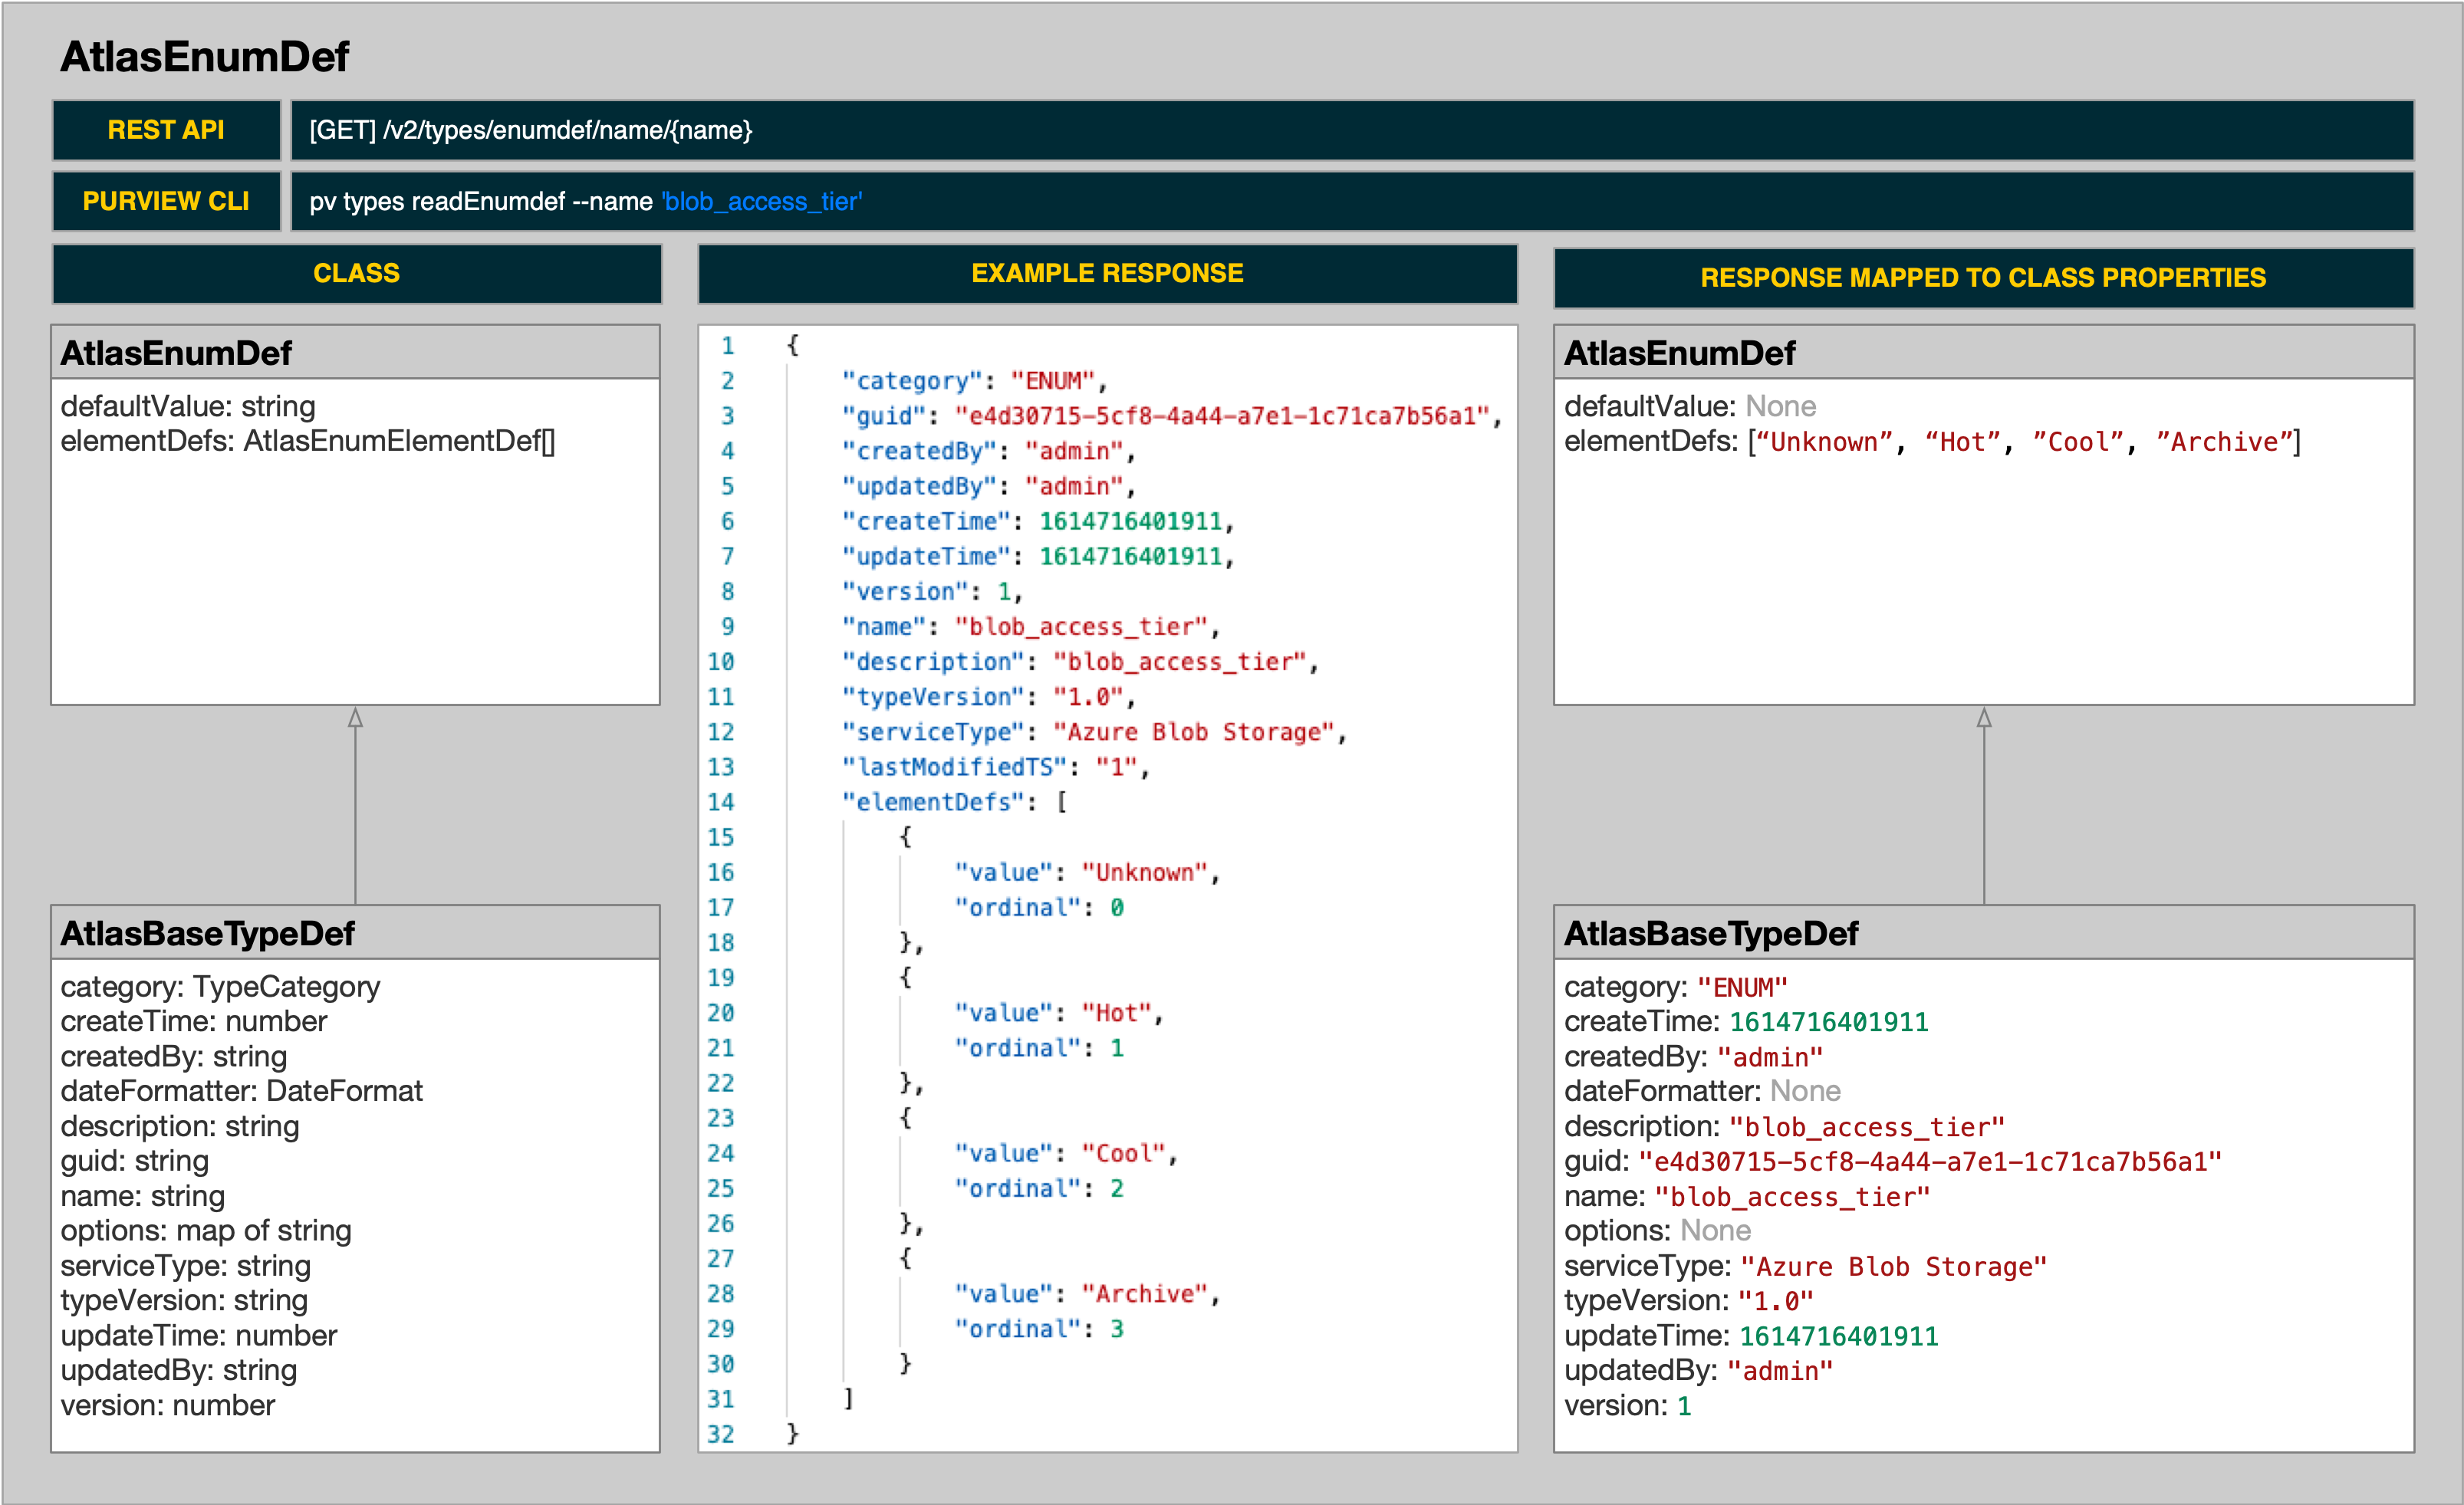 AtlasEnumDef
REST API
[GET] /v2/types/enumdef/name/{name}
PURVIEW CLI
pv types readEnumdef --name 'blob_access_tier'
CLASS
AtlasEnumDef
defaultValue: string
elementDefs: AtlasEnumElementDef[]
AtlasBaseTypeDef
category: TypeCategory
createTime: number
createdBy: string
dateFormatter: DateFormat
description: string
guid: string
name: string
options: map of string
serviceType: string
typeVersion: string
updateTime: number
updatedBy: string
version: number
EXAMPLE RESPONSE
1 {
2 "category": "ENUM",
3 "guid": "e4d30715-5cf8-4a44-a7e1-1c71ca7b56a1",
4 "createdBy": "admin",
5 "updatedBy": "admin",
6 "createTime": 1614716401911,
7 "updateTime": 1614716401911,
8 "version": 1,
9 "name": "blob_access_tier",
10 "description": "blob_access_tier",
11 "typeVersion": "1.0",
12 "serviceType": "Azure Blob Storage",
13 "lastModifiedTS": "1",
14 "elementDefs": [
15 {
16 "value": "Unknown",
17 "ordinal": 0
18 },
19 {
20 "value": "Hot",
21 "ordinal": 1
22 },
23 {
24 "value": "Cool",
25 "ordinal": 2
26 },
27 {
28 "value": "Archive",
29 "ordinal": 3
30 }
31 ]
32 }
RESPONSE MAPPED TO CLASS PROPERTIES
AtlasEnumDef
defaultValue: None
elementDefs: [“Unknown”, “Hot”, ”Cool”, ”Archive”]
AtlasBaseTypeDef
category: "ENUM"
createTime: 1614716401911
createdBy: "admin"
dateFormatter: None
description: "blob_access_tier"
guid: "e4d30715-5cf8-4a44-a7e1-1c71ca7b56a1"
name: "blob_access_tier"
options: None
serviceType: "Azure Blob Storage"
typeVersion: "1.0"
updateTime: 1614716401911
updatedBy: "admin"
version: 1